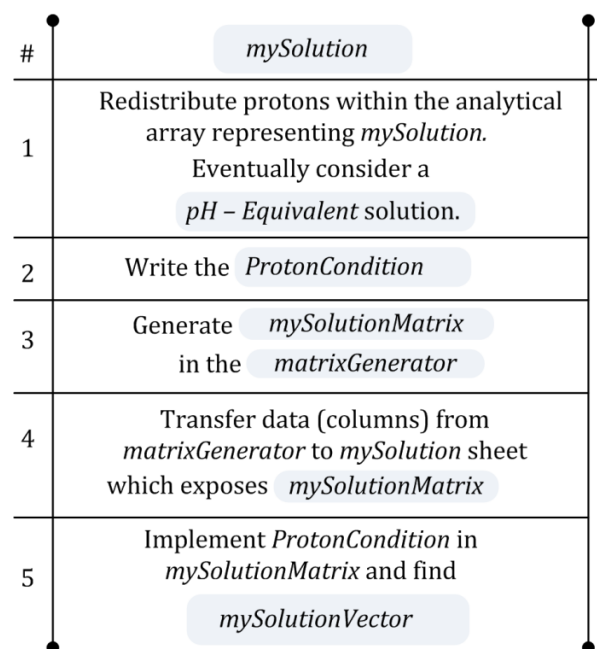 # mySolution
1
Redistribute protons within the analytical
array representing mySolution.
Eventually consider a
pH – Equivalent solution.
2
Write the ProtonCondition
3
Generate mySolutionMatrix
in the matrixGenerator
4
Transfer data (columns) from
matrixGenerator to mySolution sheet
which exposes mySolutionMatrix
5
Implement ProtonCondition in
mySolutionMatrix and find
mySolutionVector